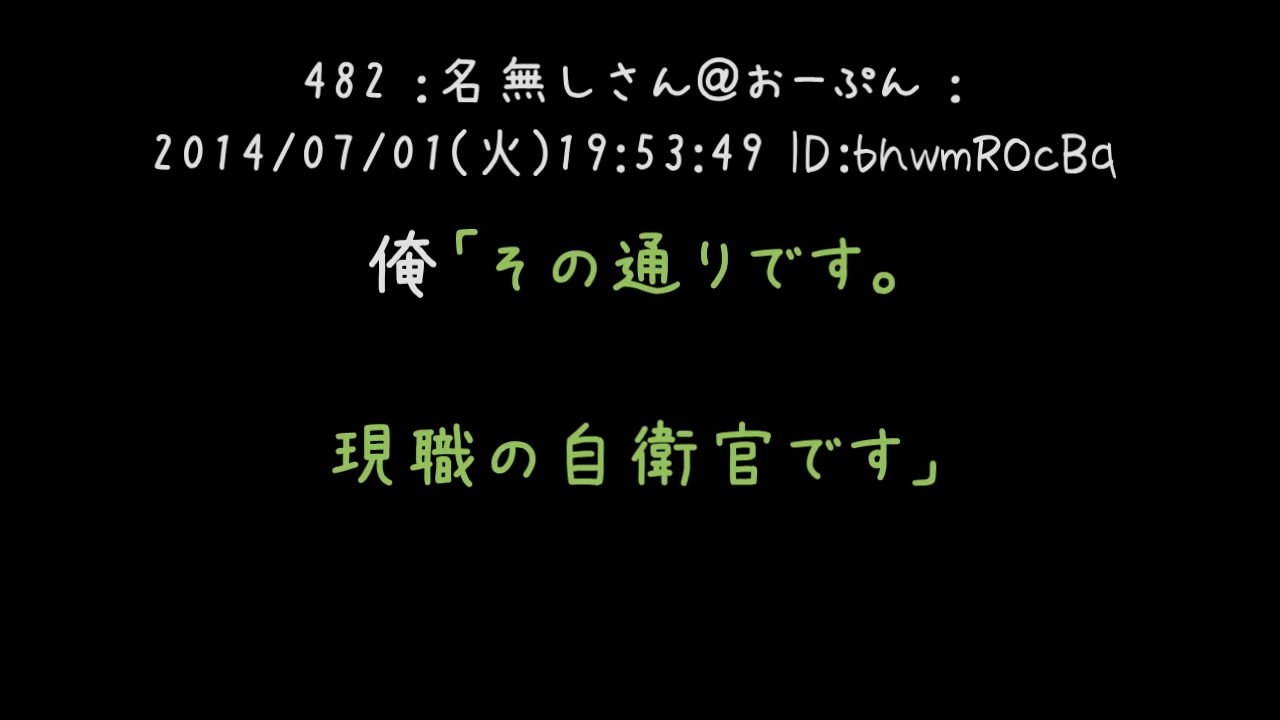 482 :名無しさん@おーぷん :
2014/07/01(火)19:53:49 ID:bhwmROcBq
俺「その通りです。
現職の自衛官です」